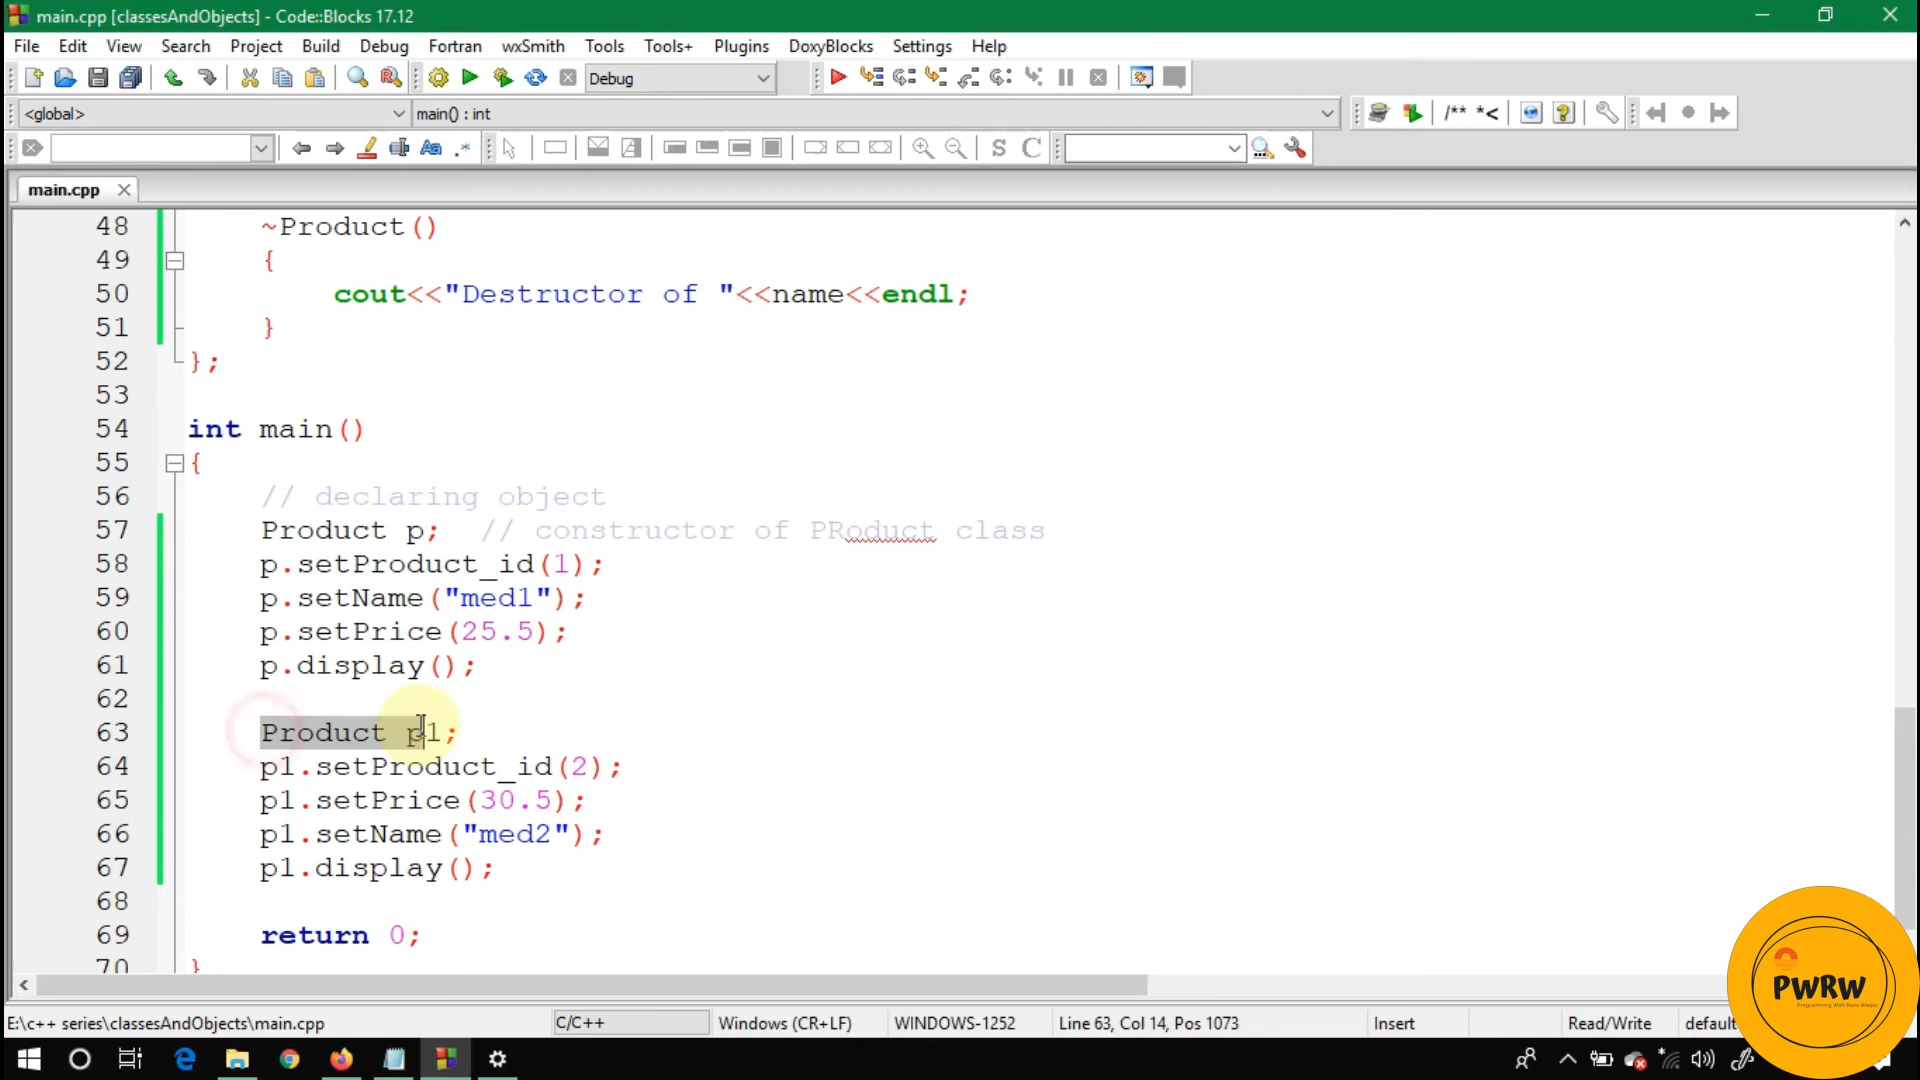 main.cpp [classesAndObjects] - Code::Blocks 17.12
File Edit View Search Project Build Debug Fortran wxSmith Tools Tools+ Plugins DoxyBlocks Settings Help
Debug
<global> main() : int /** *<
Aa .* S C
main.cpp
48 ~Product()
49 {
50 cout<<"Destructor of "<<name<<endl;
51 }
52 };
53
54 int main()
55 {
56 // declaring object
57 Product p; // constructor of PRoduct class
58 p.setProduct_id(1);
59 p.setName("med1");
60 p.setPrice(25.5);
61 p.display();
62
63 Product p1;
64 p1.setProduct_id(2);
65 p1.setPrice(30.5);
66 p1.setName("med2");
67 p1.display();
68
69 return 0;
70 }
PWRW
E:\c++ series\classesAndObjects\main.cpp C/C++ Windows (CR+LF) WINDOWS-1252 Line 63, Col 14, Pos 1073 Insert Read/Write default